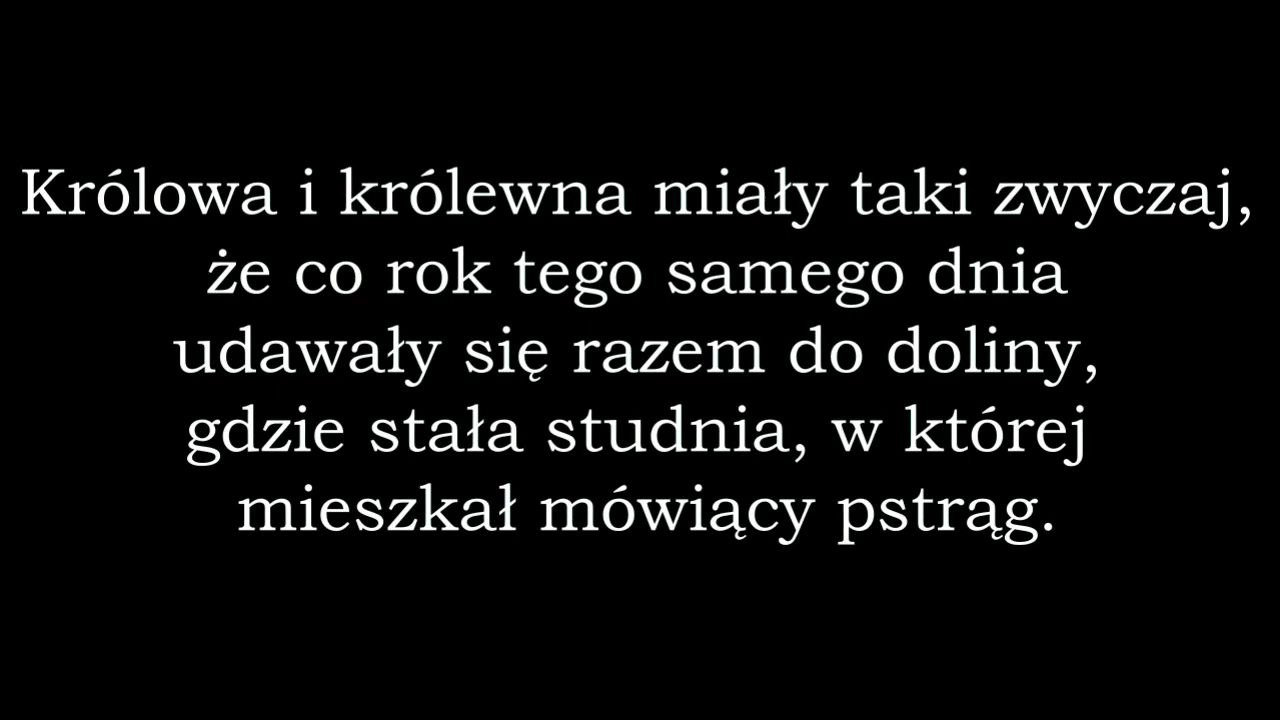 Królowa i królewna miały taki zwyczaj,
że co rok tego samego dnia
udawały się razem do doliny,
gdzie stała studnia, w której
mieszkał mówiący pstrąg.